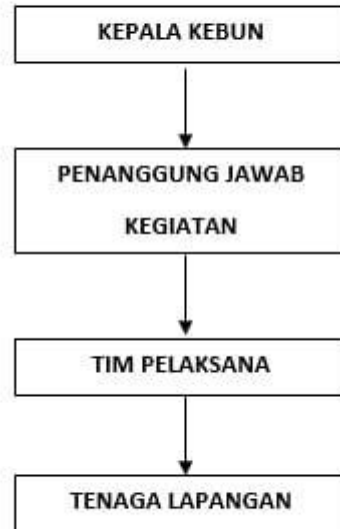 KEPALA KEBUN
PENANGGUNG JAWAB
KEGIATAN
TIM PELAKSANA
TENAGA LAPANGAN